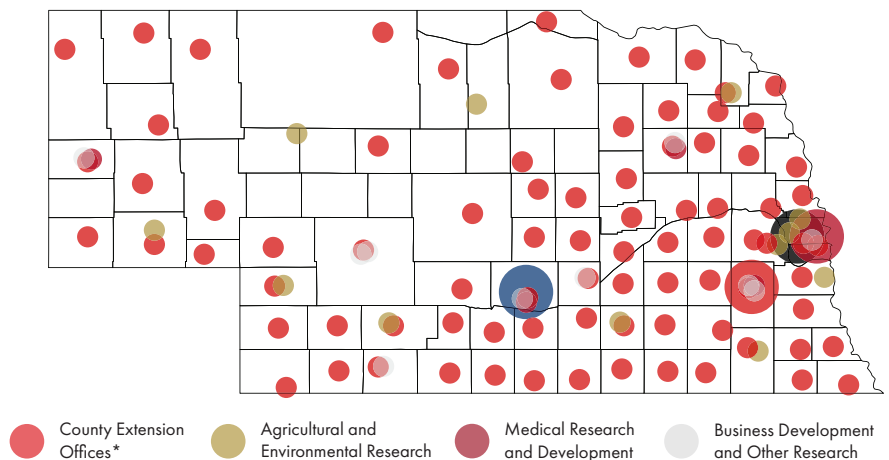 County Extension
Offices*
Agricultural and
Environmental Research
Medical Research
and Development
Business Development
and Other Research